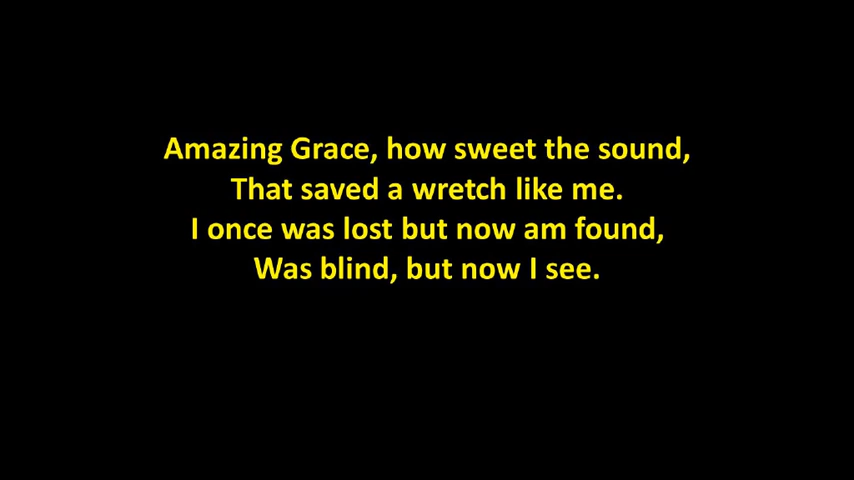 Amazing Grace, how sweet the sound,
That saved a wretch like me.
I once was lost but now am found,
Was blind, but now I see.